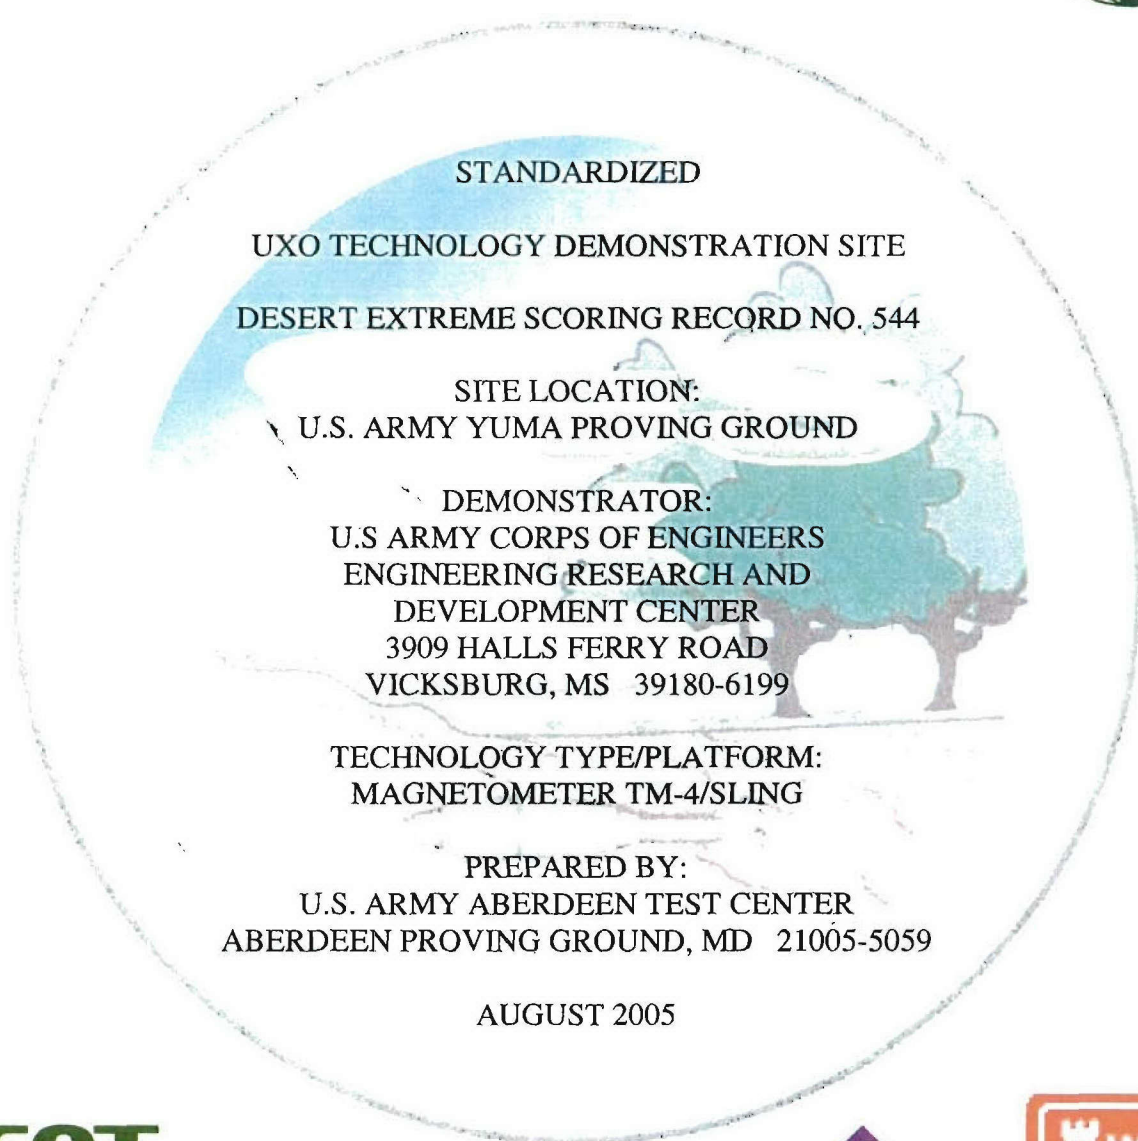 STANDARDIZED
UXO TECHNOLOGY DEMONSTRATION SITE
DESERT EXTREME SCORING RECORD NO. 544
SITE LOCATION:
U.S. ARMY YUMA PROVING GROUND
DEMONSTRATOR:
U.S ARMY CORPS OF ENGINEERS
ENGINEERING RESEARCH AND
DEVELOPMENT CENTER
3909 HALLS FERRY ROAD
VICKSBURG, MS 39180-6199
TECHNOLOGY TYPE/PLATFORM:
MAGNETOMETER TM-4/SLING
PREPARED BY:
U.S. ARMY ABERDEEN TEST CENTER
ABERDEEN PROVING GROUND, MD 21005-5059
AUGUST 2005